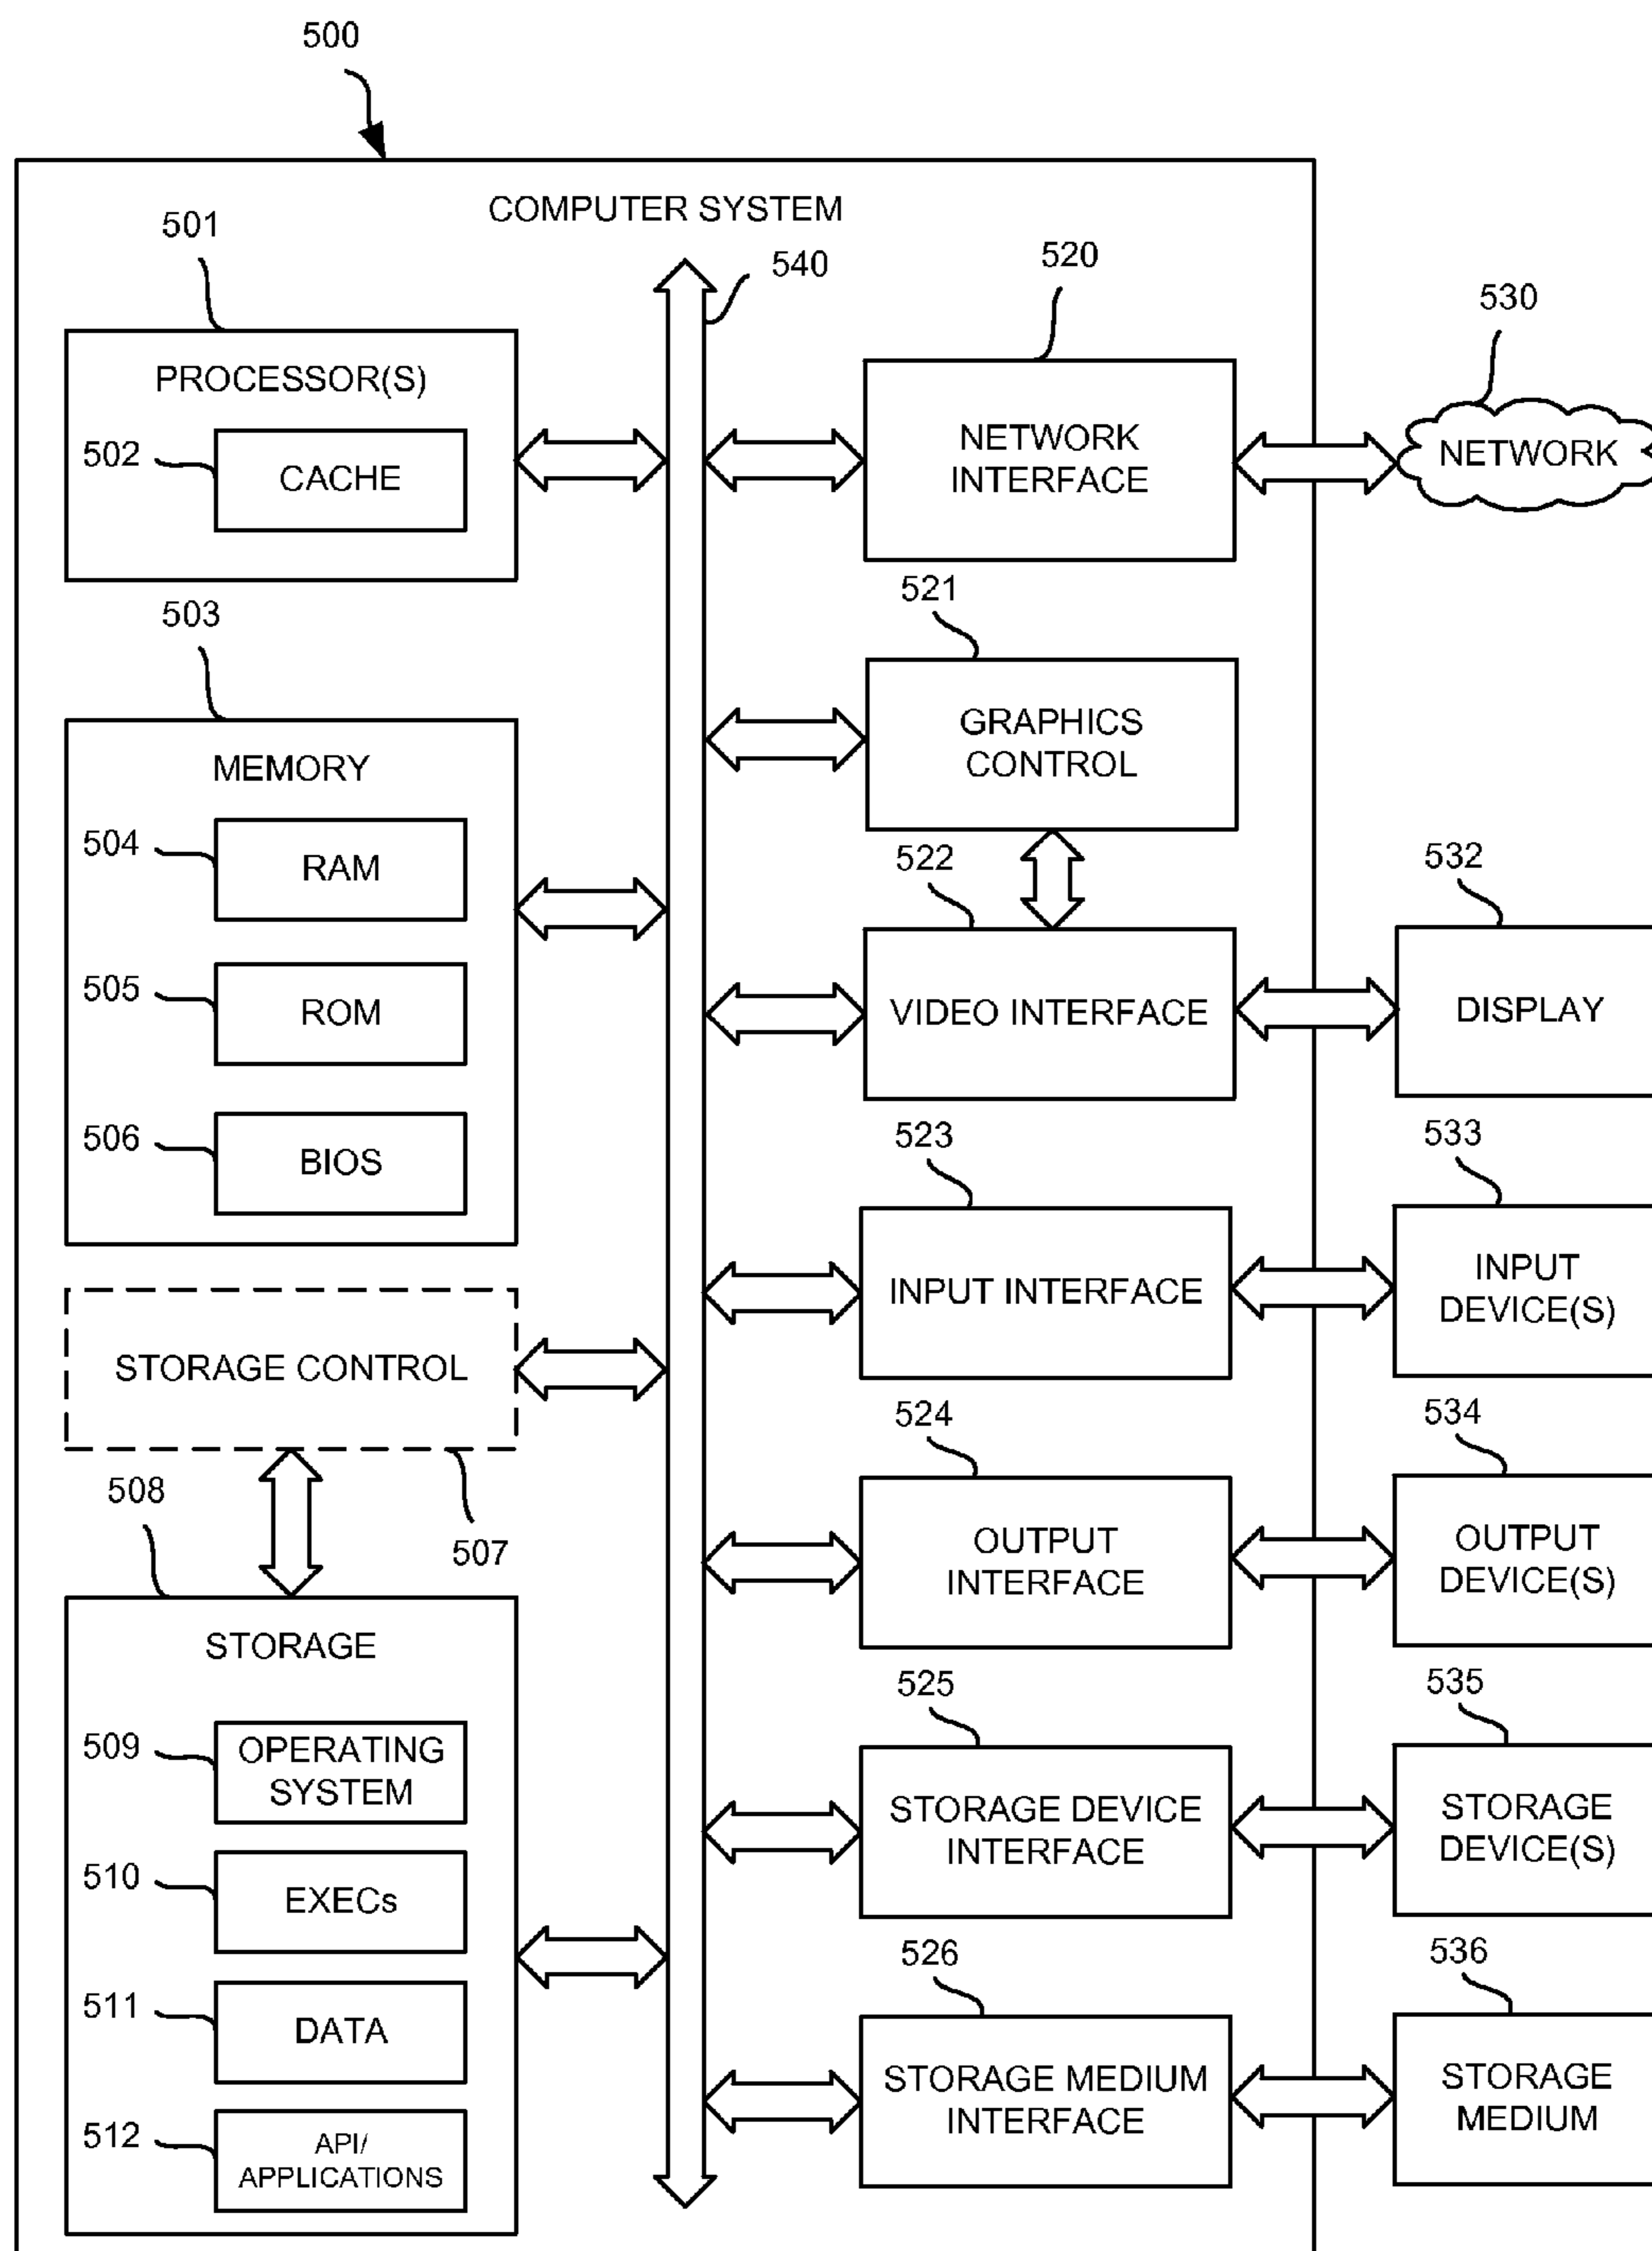 500
COMPUTER SYSTEM
501
540
520
530
PROCESSOR(S)
502
CACHE
NETWORK
INTERFACE
NETWORK
503
521
MEMORY
GRAPHICS
CONTROL
504
RAM
522
532
505
ROM
VIDEO INTERFACE
DISPLAY
506
BIOS
523
533
STORAGE CONTROL
INPUT INTERFACE
INPUT
DEVICE(S)
508
507
524
534
STORAGE
OUTPUT
INTERFACE
OUTPUT
DEVICE(S)
509
OPERATING
SYSTEM
525
535
510
EXECs
STORAGE DEVICE
INTERFACE
STORAGE
DEVICE(S)
511
DATA
526
536
512
API/
APPLICATIONS
STORAGE MEDIUM
INTERFACE
STORAGE
MEDIUM